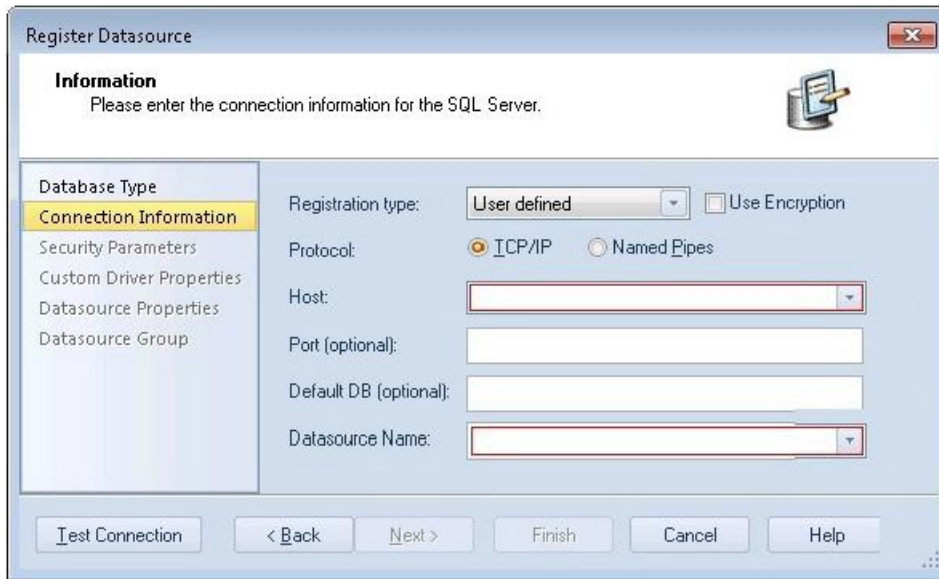 Register Datasource
Information
Please enter the connection information for the SQL Server.
Database Type
Connection Information
Security Parameters
Custom Driver Properties
Datasource Properties
Datasource Group
Registration type: User defined Use Encryption
Protocol: TCP/IP Named Pipes
Host:
Port (optional):
Default DB (optional):
Datasource Name:
Test Connection < Back Next > Finish Cancel Help